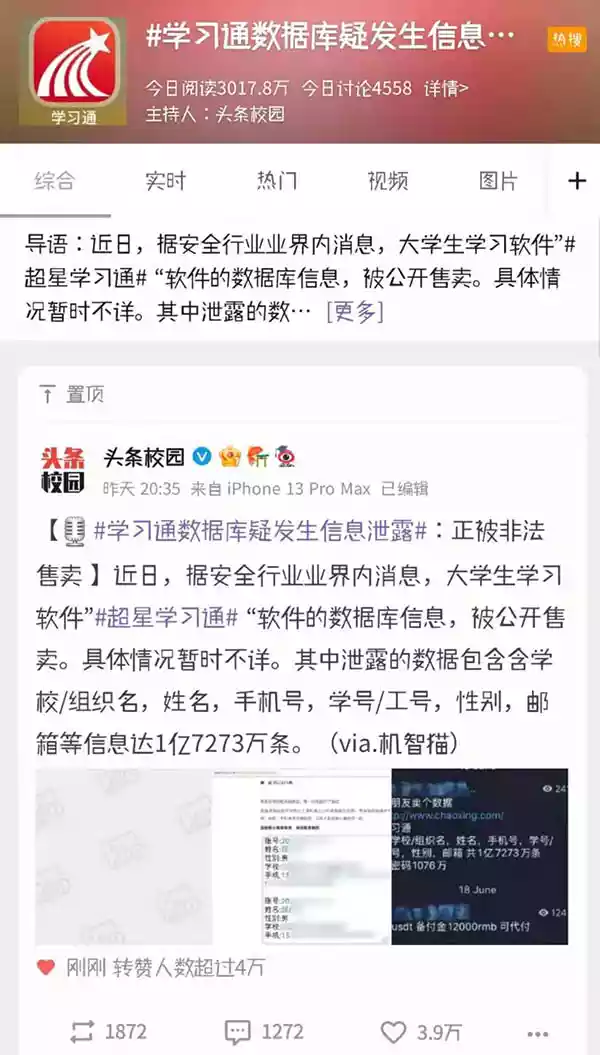 #学习通数据库疑发生信息…
热搜
今日阅读3017.8万 今日讨论4558 详情>
主持人：头条校园
学习通
综合 实时 热门 视频 图片 +
导语：近日，据安全行业业界内消息，大学生学习软件”#
超星学习通# “软件的数据库信息，被公开售卖。具体情
况暂时不详。其中泄露的数… [更多]
置顶
头条
校园
头条校园
昨天 20:35 来自 iPhone 13 Pro Max 已编辑
【 #学习通数据库疑发生信息泄露#：正被非法
售卖 】近日，据安全行业业界内消息，大学生学习
软件”#超星学习通# “软件的数据库信息，被公开售
卖。具体情况暂时不详。其中泄露的数据包含含学
校/组织名，姓名，手机号，学号/工号，性别，邮
箱等信息达1亿7273万条。（via.机智猫）
账号:20
姓名:
性别:男
学校:
手机:13
账号:20
姓名:
性别:男
学校:
手机:15
朋友卖个数据
http://www.chaoxing.com/
习通
学校/组织名，姓名，手机号，学号/
号，性别，邮箱 共1亿7273万条
密码1076万
18 June
124
usdt 备付金12000rmb 可代付
刚刚 转赞人数超过4万
1872 1272 3.9万